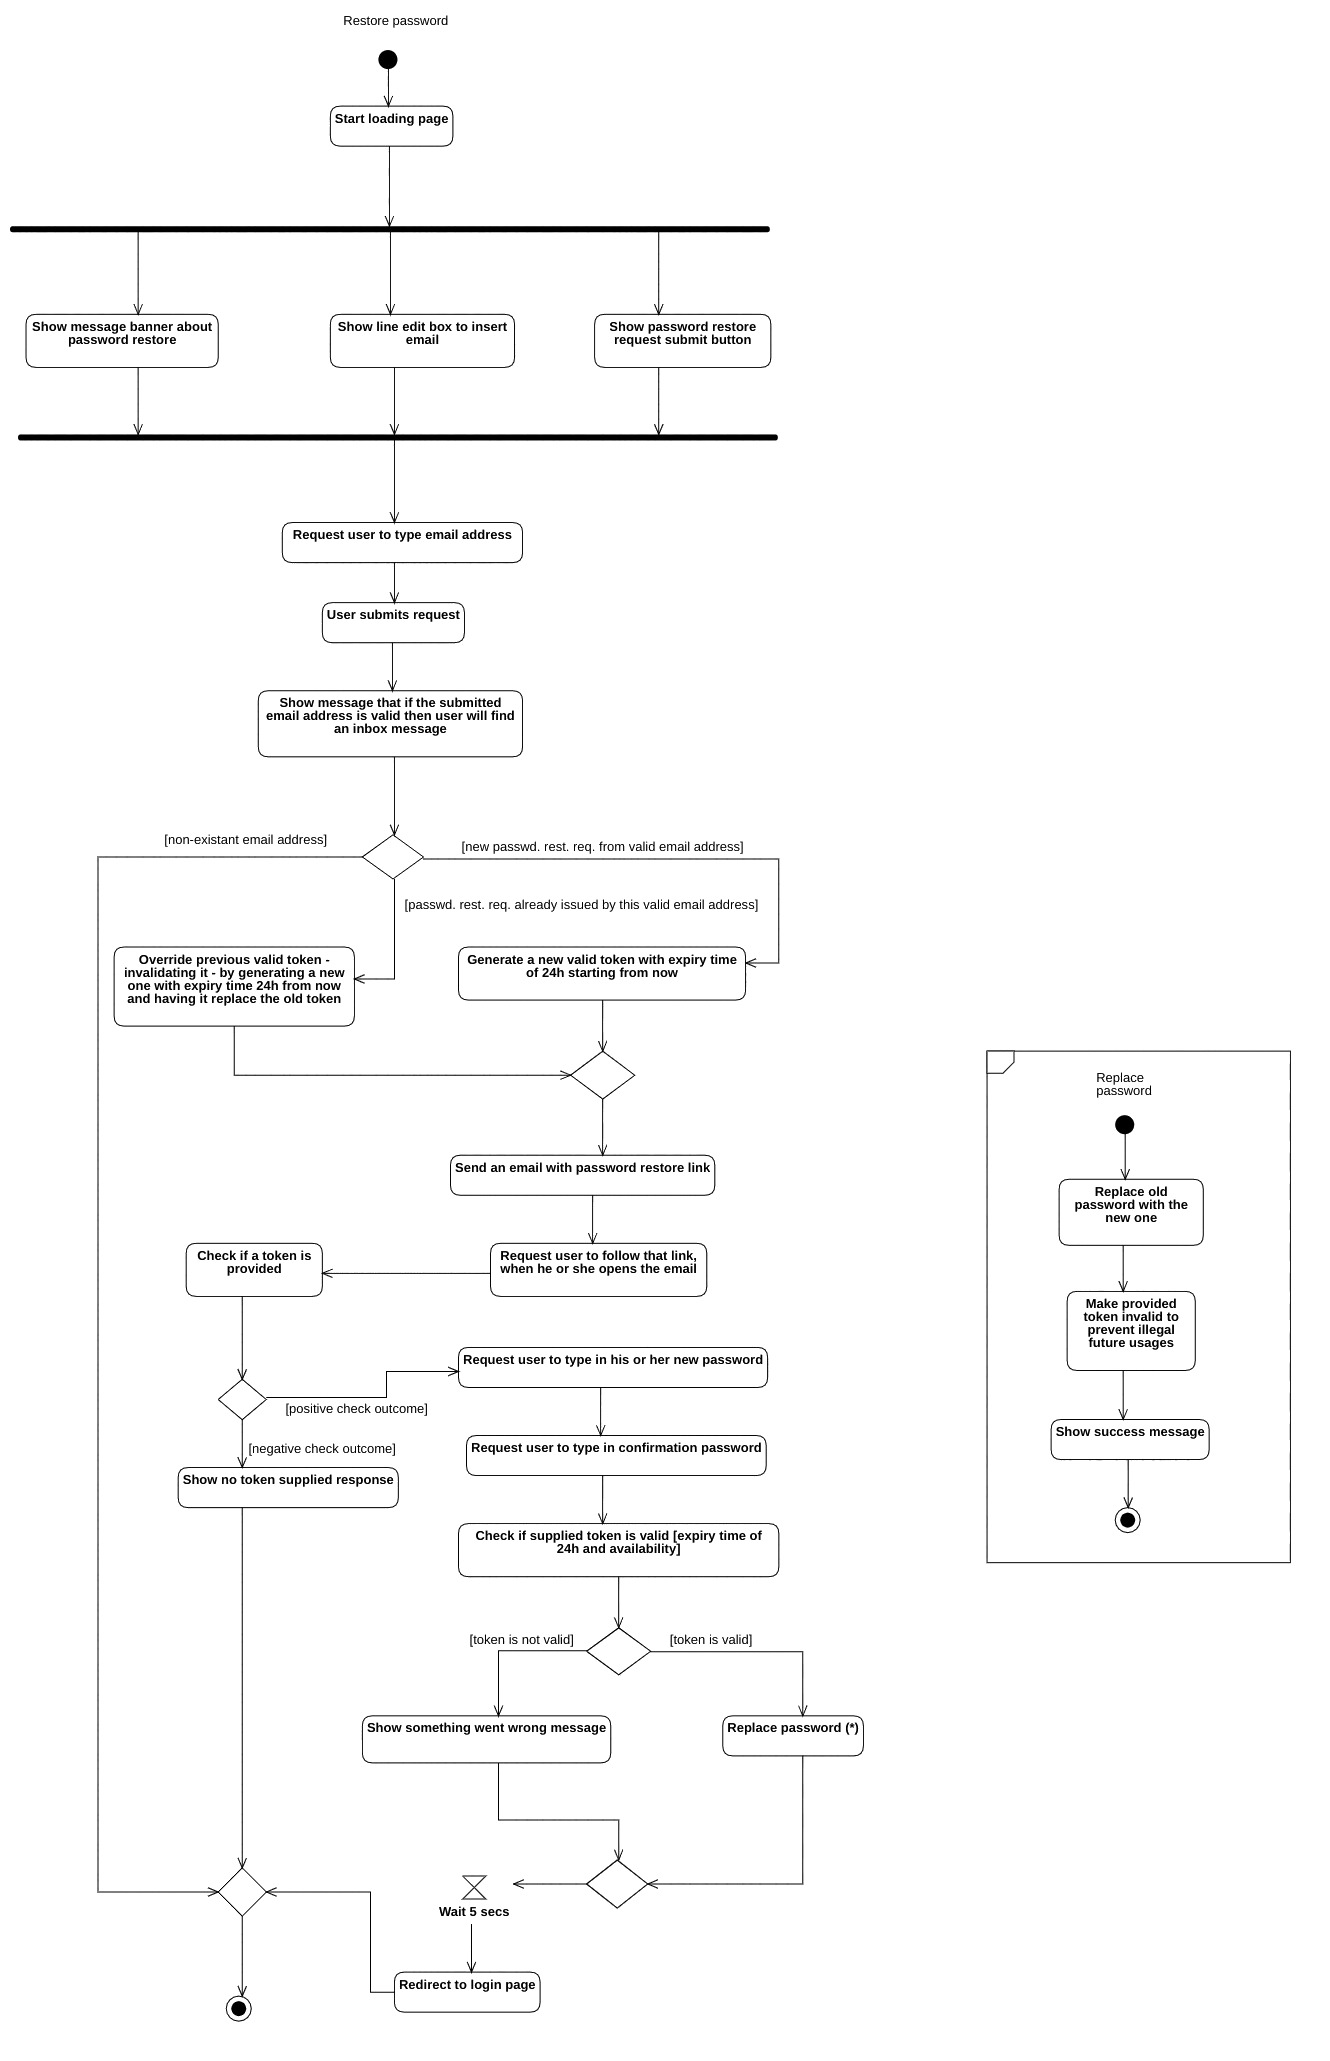 Restore password
Start loading page
Show message banner about
password restore
Show line edit box to insert
email
Show password restore
request submit button
Request user to type email address
User submits request
Show message that if the submitted
email address is valid then user will find
an inbox message
[non-existant email address]
[new passwd. rest. req. from valid email address]
[passwd. rest. req. already issued by this valid email address]
Override previous valid token -
invalidating it - by generating a new
one with expiry time 24h from now
and having it replace the old token
Generate a new valid token with expiry time
of 24h starting from now
Send an email with password restore link
Check if a token is
provided
Request user to follow that link,
when he or she opens the email
Request user to type in his or her new password
[positive check outcome]
[negative check outcome]
Request user to type in confirmation password
Show no token supplied response
Check if supplied token is valid [expiry time of
24h and availability]
[token is not valid]
[token is valid]
Show something went wrong message
Replace password (*)
Wait 5 secs
Redirect to login page
Replace
password
Replace old
password with the
new one
Make provided
token invalid to
prevent illegal
future usages
Show success message